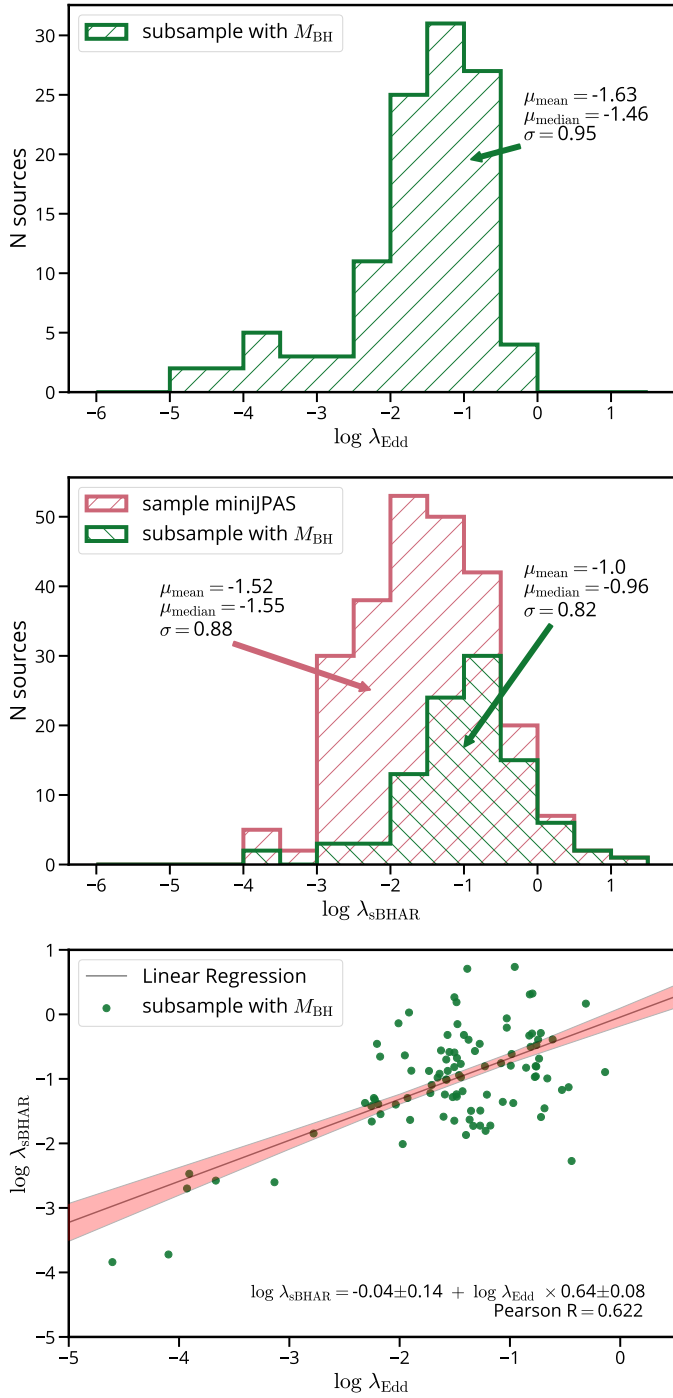 subsample with M_BH
μ_mean = -1.63
μ_median = -1.46
σ = 0.95
N sources
30
25
20
15
10
5
0
−6 −5 −4 −3 −2 −1 0 1
log λ_Edd
sample miniJPAS
subsample with M_BH
μ_mean = -1.52
μ_median = -1.55
σ = 0.88
μ_mean = -1.0
μ_median = -0.96
σ = 0.82
N sources
50
40
30
20
10
0
−6 −5 −4 −3 −2 −1 0 1
log λ_sBHAR
Linear Regression
subsample with M_BH
log λ_sBHAR
1
0
−1
−2
−3
−4
−5
log λ_sBHAR = -0.04±0.14 + log λ_Edd × 0.64±0.08
Pearson R = 0.622
−5 −4 −3 −2 −1 0
log λ_Edd